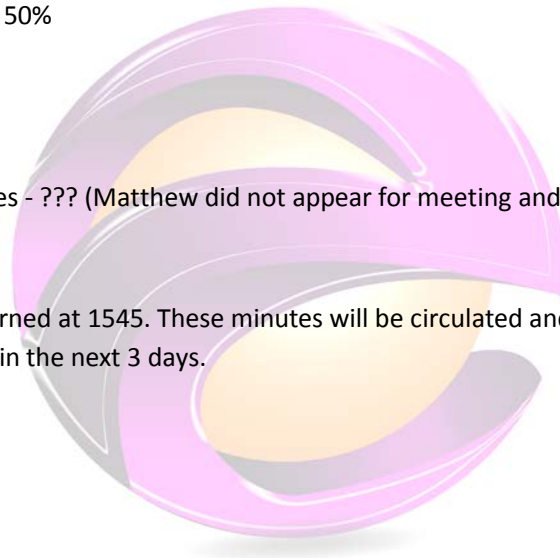 50%
es - ??? (Matthew did not appear for meeting and
rned at 1545. These minutes will be circulated and
in the next 3 days.